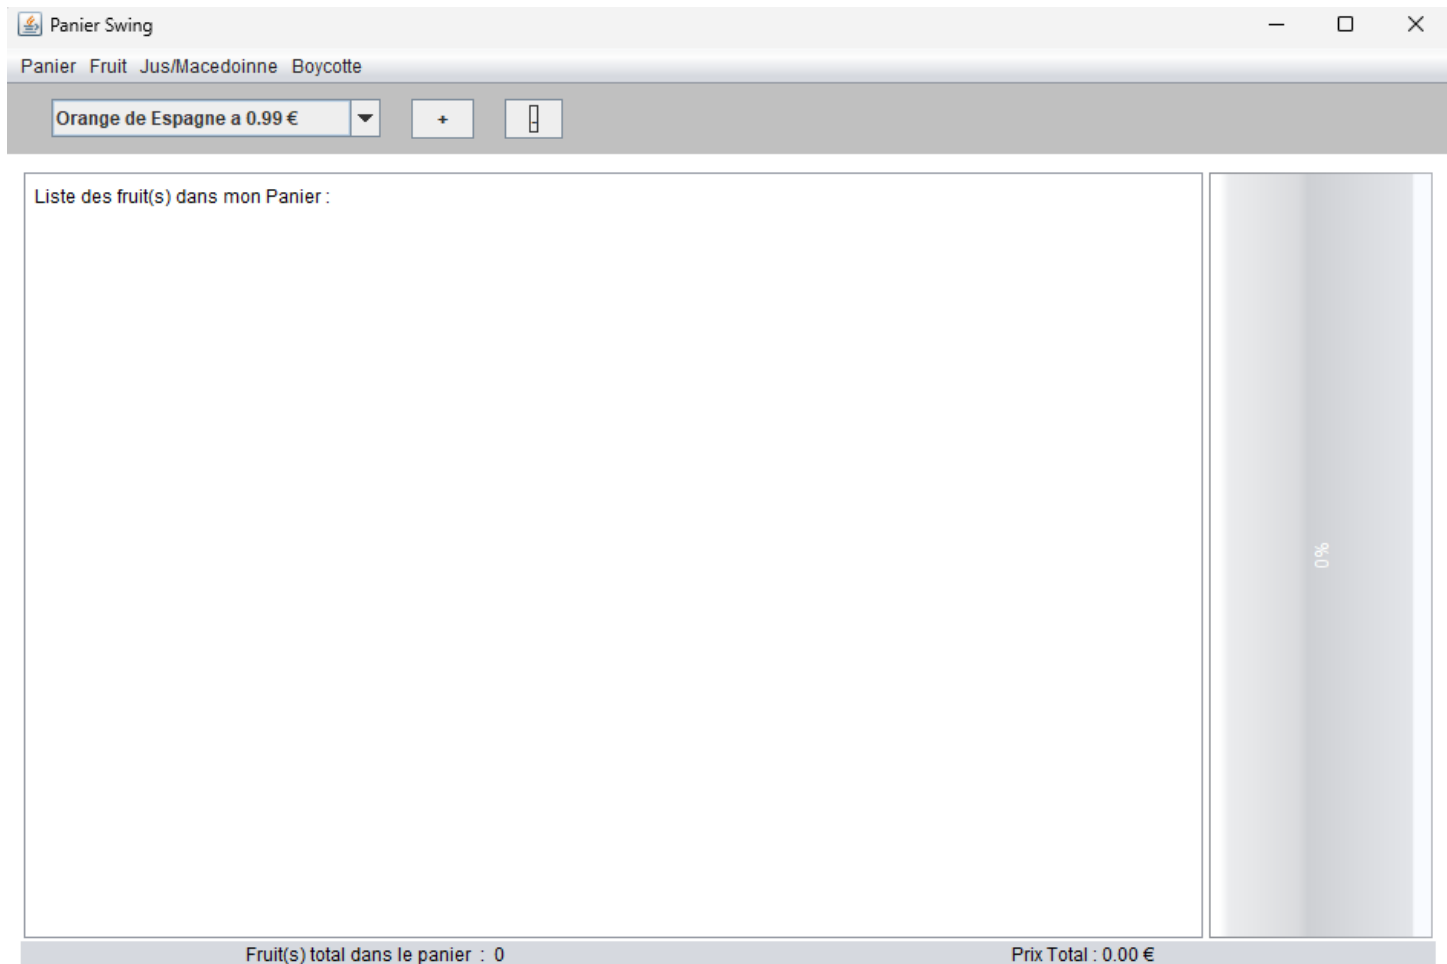 Panier Swing
Panier Fruit Jus/Macedoinne Boycotte
Orange de Espagne a 0.99 € +
Liste des fruit(s) dans mon Panier :
0%
Fruit(s) total dans le panier : 0 Prix Total : 0.00 €